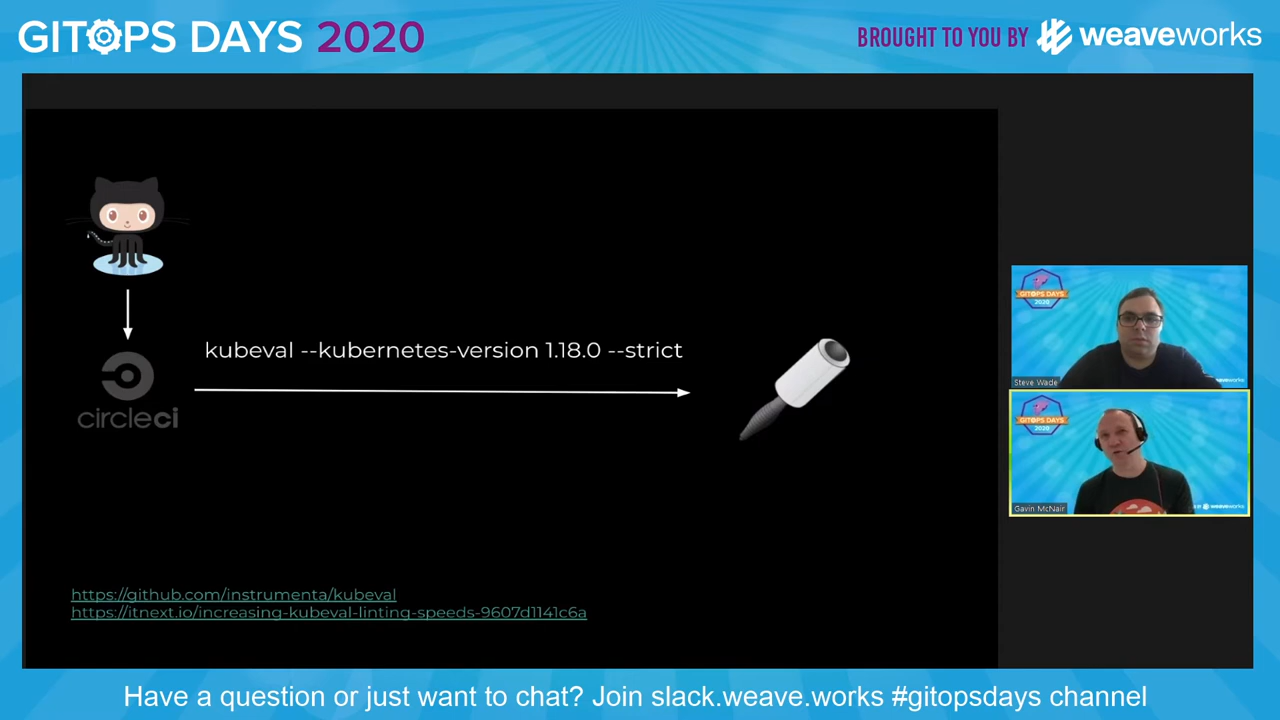 GITOPS DAYS 2020
BROUGHT TO YOU BY weaveworks
kubeval --kubernetes-version 1.18.0 --strict
circleci
https://github.com/instrumenta/kubeval
https://itnext.io/increasing-kubeval-linting-speeds-9607d1141c6a
GITOPS DAYS
2020
Steve Wade
weaveworks
GITOPS DAYS
2020
Gavin McNair
weaveworks
Have a question or just want to chat? Join slack.weave.works #gitopsdays channel